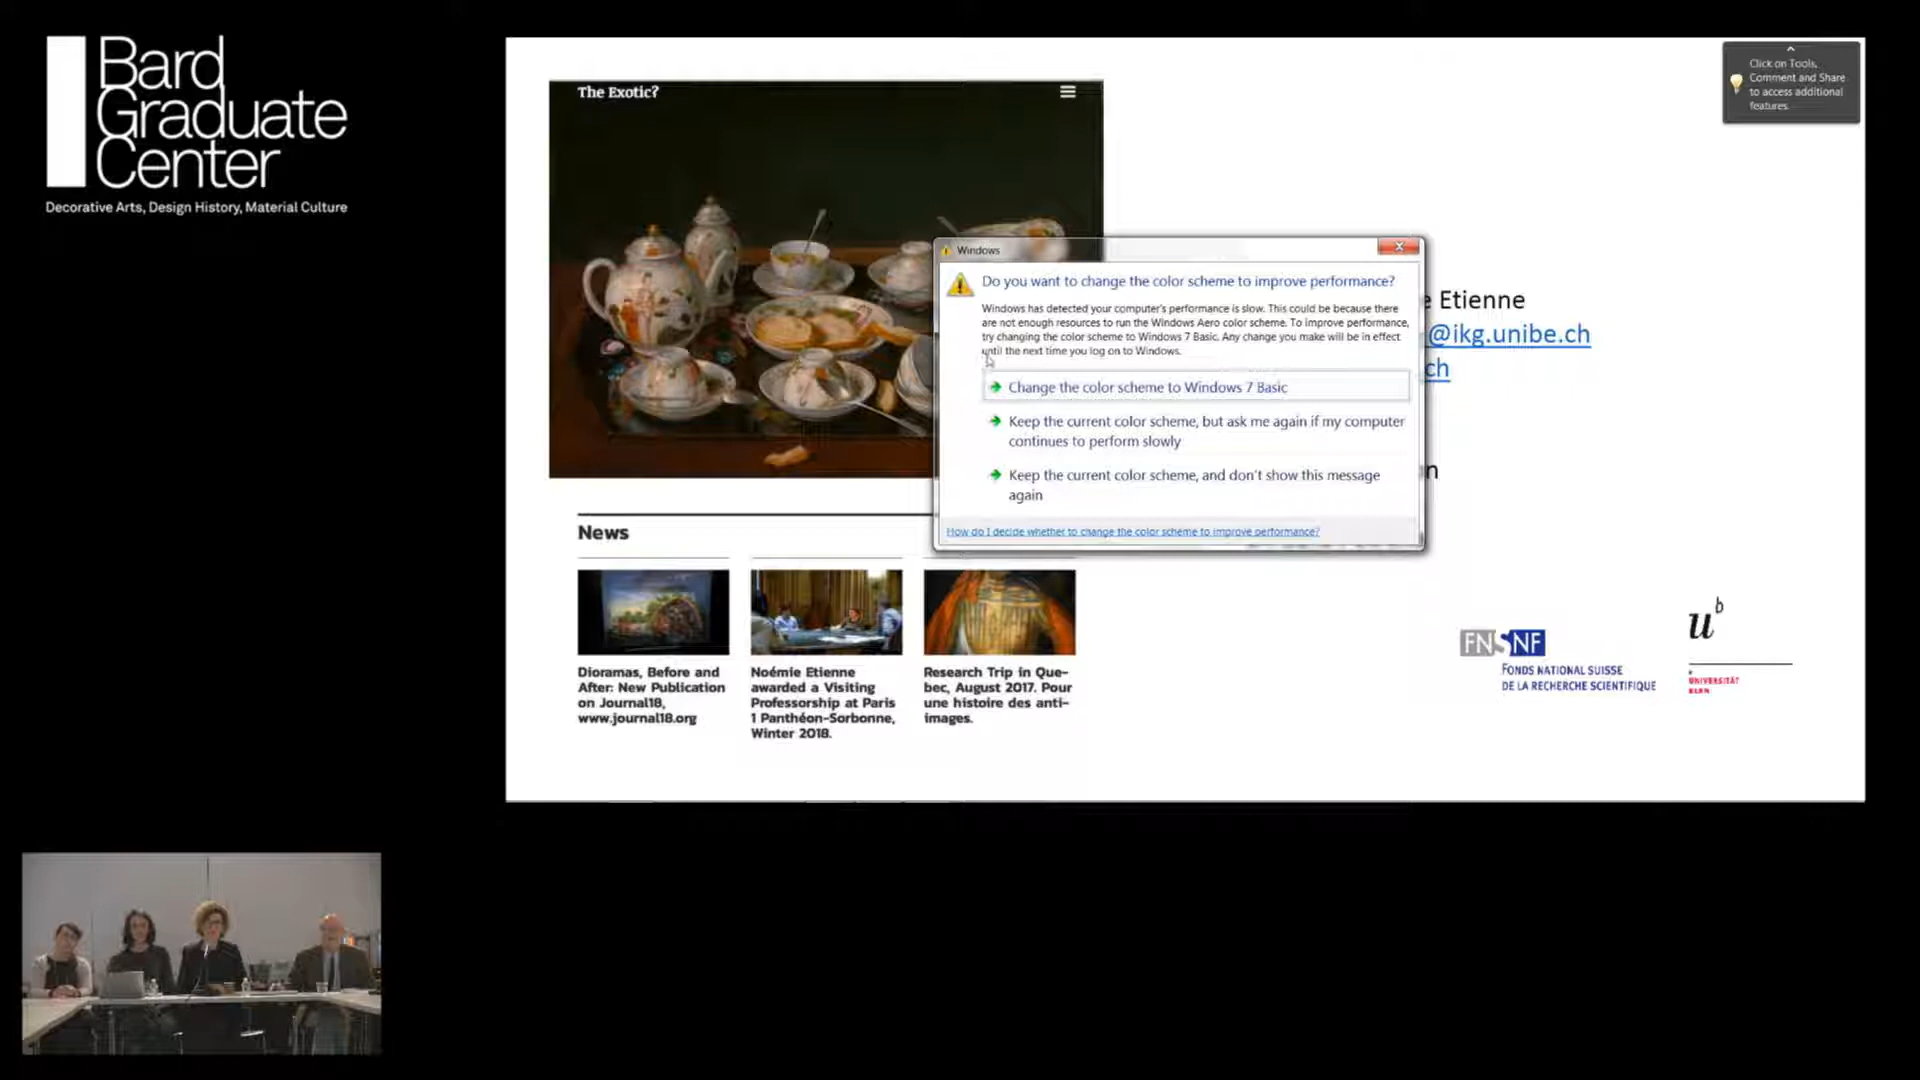 Bard
Graduate
Center
Decorative Arts, Design History, Material Culture
The Exotic?
Click on Tools,
Comment and Share
to access additional
features.
Windows
Do you want to change the color scheme to improve performance?
Windows has detected your computer's performance is slow. This could be because there
are not enough resources to run the Windows Aero color scheme. To improve performance,
try changing the color scheme to Windows 7 Basic. Any change you make will be in effect
until the next time you log on to Windows.
Change the color scheme to Windows 7 Basic
Keep the current color scheme, but ask me again if my computer
continues to perform slowly
Keep the current color scheme, and don't show this message
again
How do I decide whether to change the color scheme to improve performance?
e Etienne
@ikg.unibe.ch
ch
n
News
Dioramas, Before and
After: New Publication
on Journal18,
www.journal18.org
Noémie Etienne
awarded a Visiting
Professorship at Paris
1 Panthéon-Sorbonne,
Winter 2018.
Research Trip in Que-
bec, August 2017. Pour
une histoire des anti-
images.
FNSNF
FONDS NATIONAL SUISSE
DE LA RECHERCHE SCIENTIFIQUE
u
b
UNIVERSITÄT
BERN